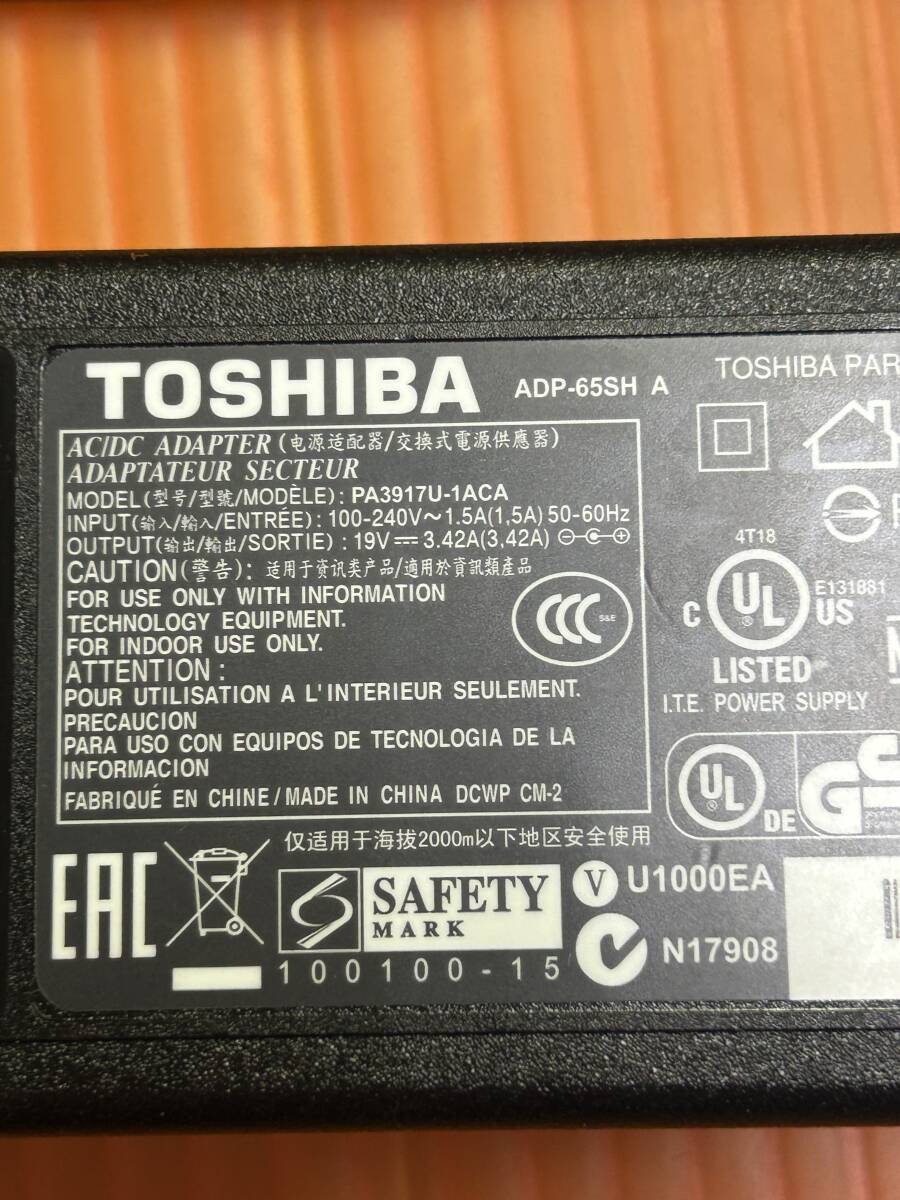 TOSHIBA ADP-65SH A
TOSHIBA PAR
AC/DC ADAPTER (电源适配器/交換式電源供應器)
ADAPTATEUR SECTEUR
MODEL(型号/型號/MODÈLE): PA3917U-1ACA
INPUT(输入/輸入/ENTRÉE): 100-240V~1.5A(1,5A) 50-60Hz
OUTPUT(输出/輸出/SORTIE): 19V⎓ 3.42A(3,42A)
CAUTION(警告): 适用于资讯类产品/適用於資訊類產品
FOR USE ONLY WITH INFORMATION
TECHNOLOGY EQUIPMENT.
FOR INDOOR USE ONLY.
ATTENTION:
POUR UTILISATION A L'INTERIEUR SEULEMENT.
PRECAUCION
PARA USO CON EQUIPOS DE TECNOLOGIA DE LA
INFORMACION
FABRIQUÉ EN CHINE/MADE IN CHINA DCWP CM-2
CCC S&E
4T18
C UL US E131881
LISTED
I.T.E. POWER SUPPLY
UL DE GS
仅适用于海拔2000m以下地区安全使用
EAC
SAFETY
MARK
100100-15
V U1000EA
N17908